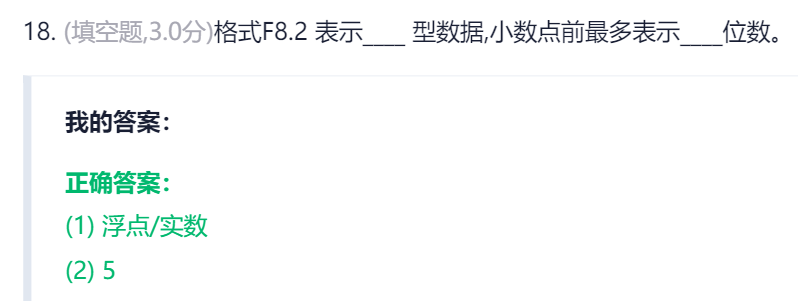 18. (填空题,3.0分)格式F8.2 表示____ 型数据,小数点前最多表示____位数。
我的答案：
正确答案：
(1) 浮点/实数
(2) 5